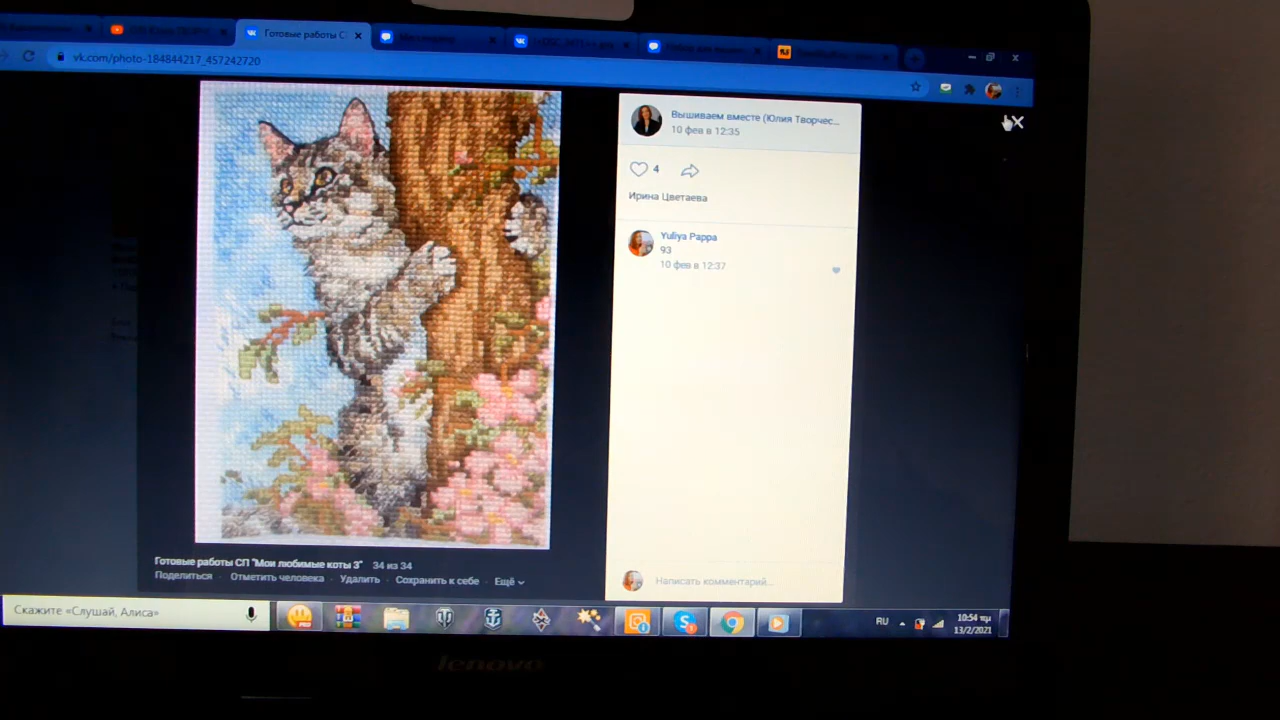 Готовые работы С
vk.com/photo-184844217_457242720
Вышиваем вместе (Юлия Творчес...
10 фев в 12:35
4
Ирина Цветаева
Yuliya Pappa
93
10 фев в 12:37
Готовые работы СП "Мои любимые коты 3" 34 из 34
Поделиться Отметить человека Удалить Сохранить к себе Ещё
Написать комментарий...
Скажите «Слушай, Алиса»
RU
10:54 πμ
13/2/2021
lenovo